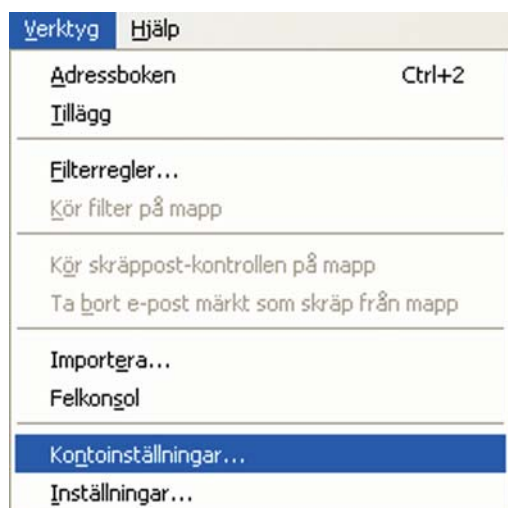 Verktyg Hjälp
Adressboken Ctrl+2
Tillägg
Filterregler...
Kör filter på mapp
Kör skräppost-kontrollen på mapp
Ta bort e-post märkt som skräp från mapp
Importera...
Felkonsol
Kontoinställningar...
Inställningar...